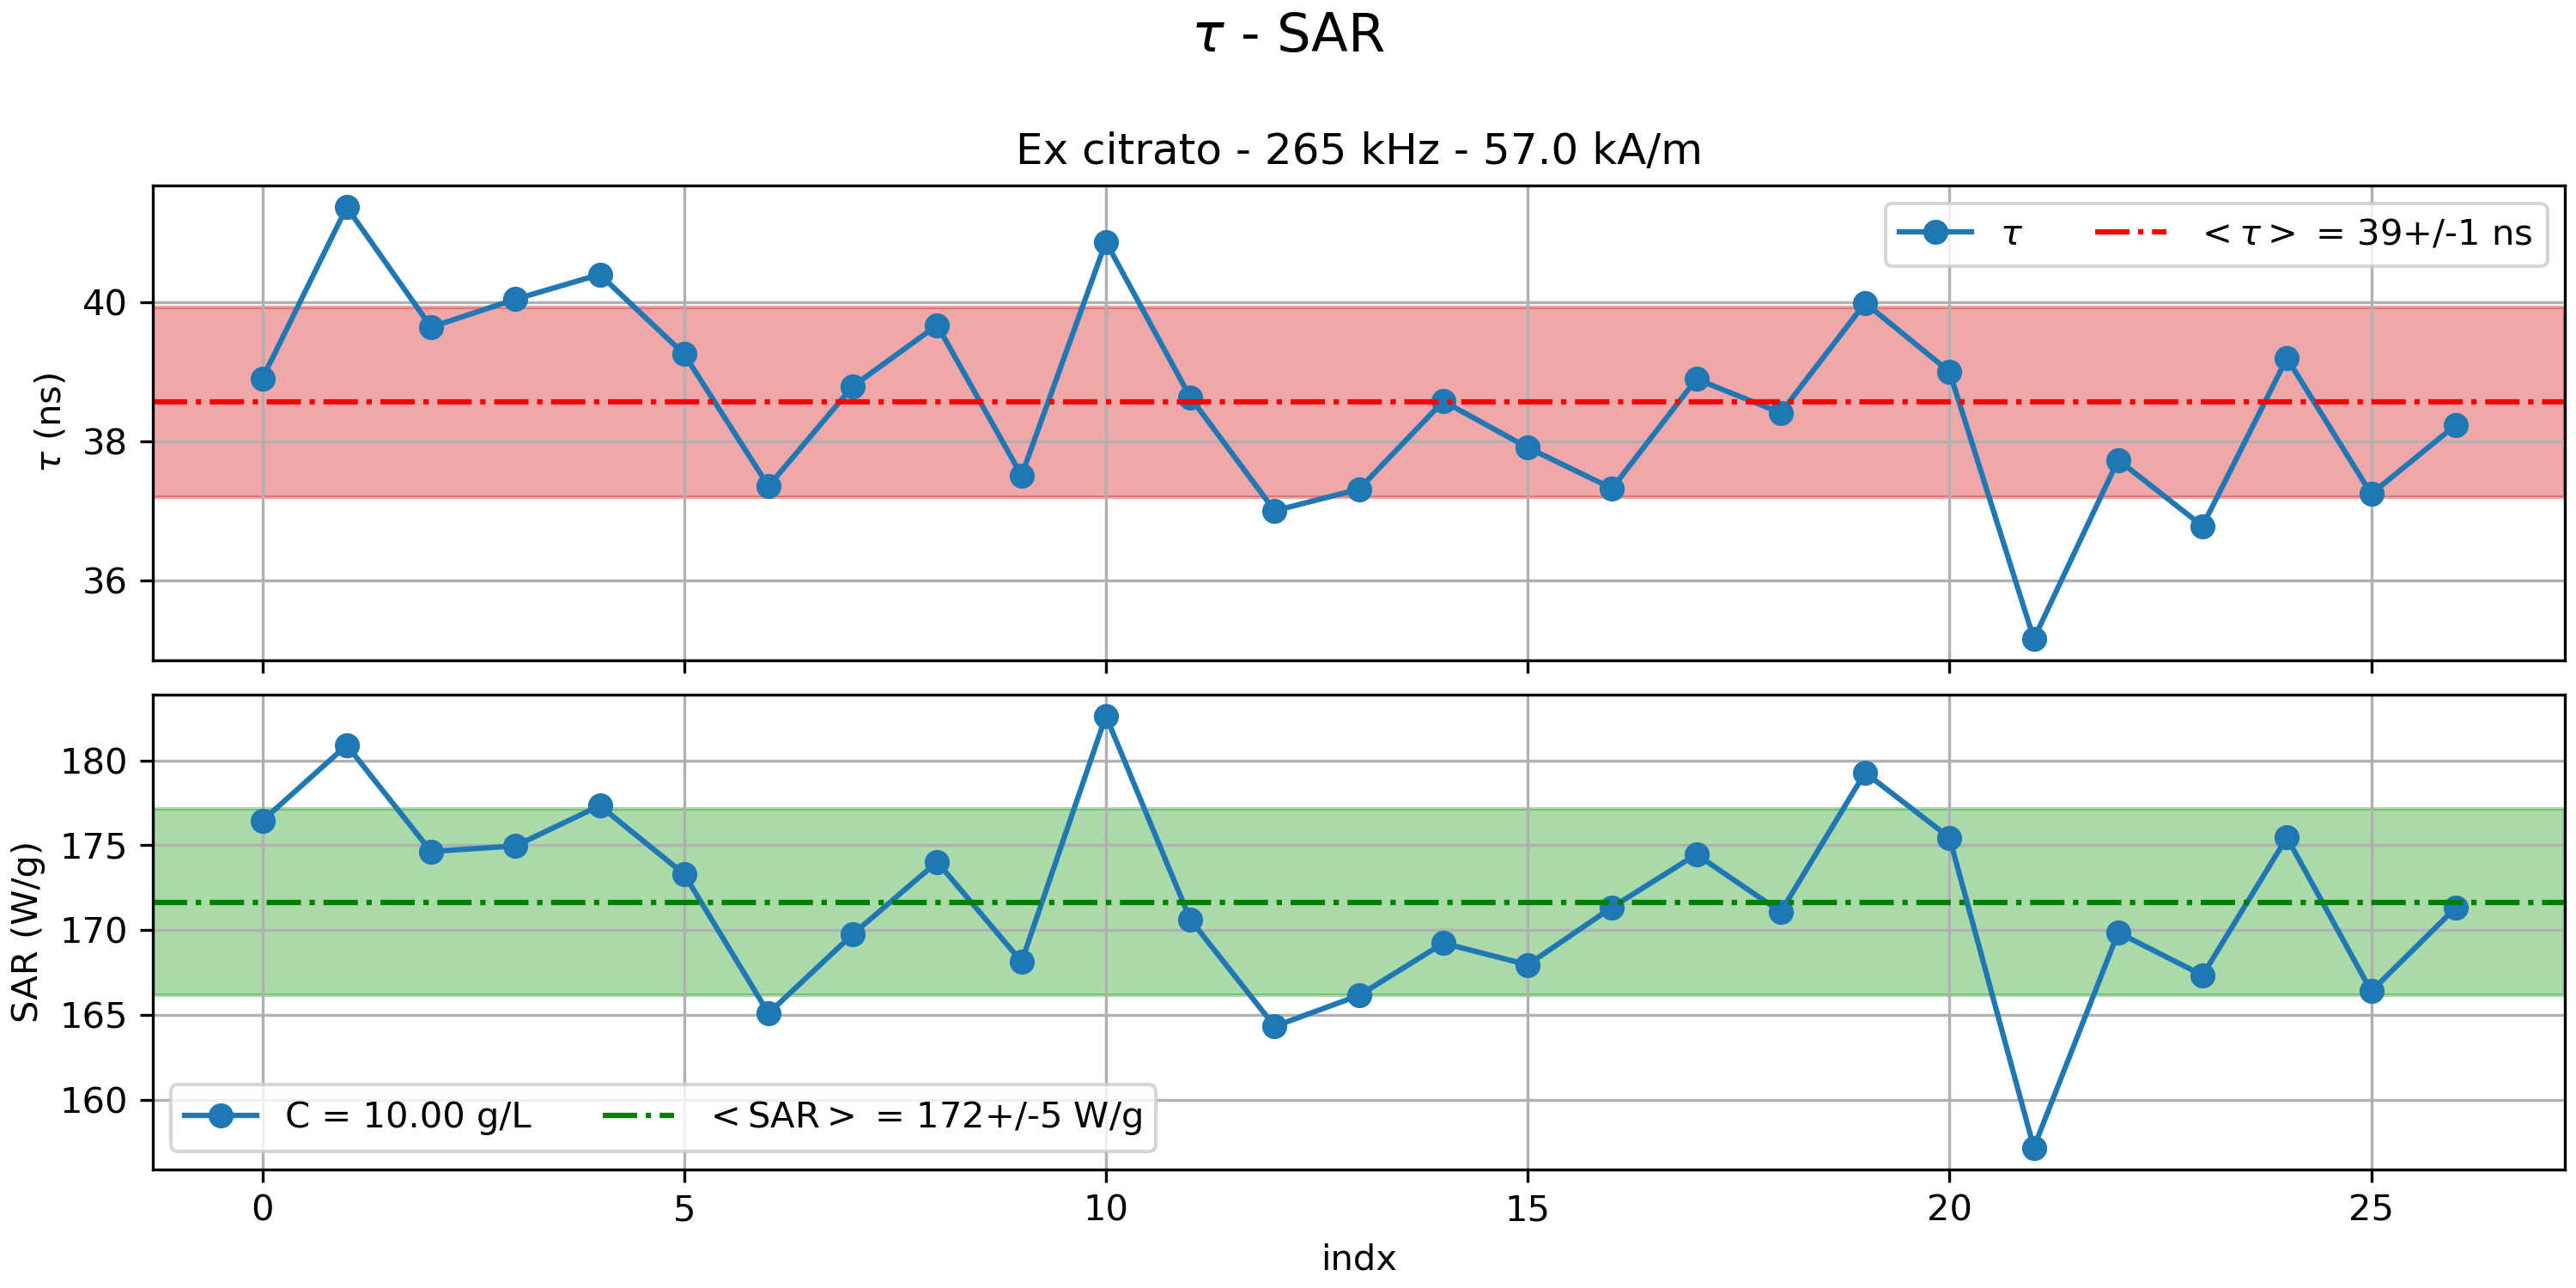 τ - SAR
Ex citrato - 265 kHz - 57.0 kA/m
τ
<τ> = 39+/-1 ns
40
38
36
τ (ns)
180
175
170
165
160
SAR (W/g)
C = 10.00 g/L
<SAR> = 172+/-5 W/g
0 5 10 15 20 25
indx